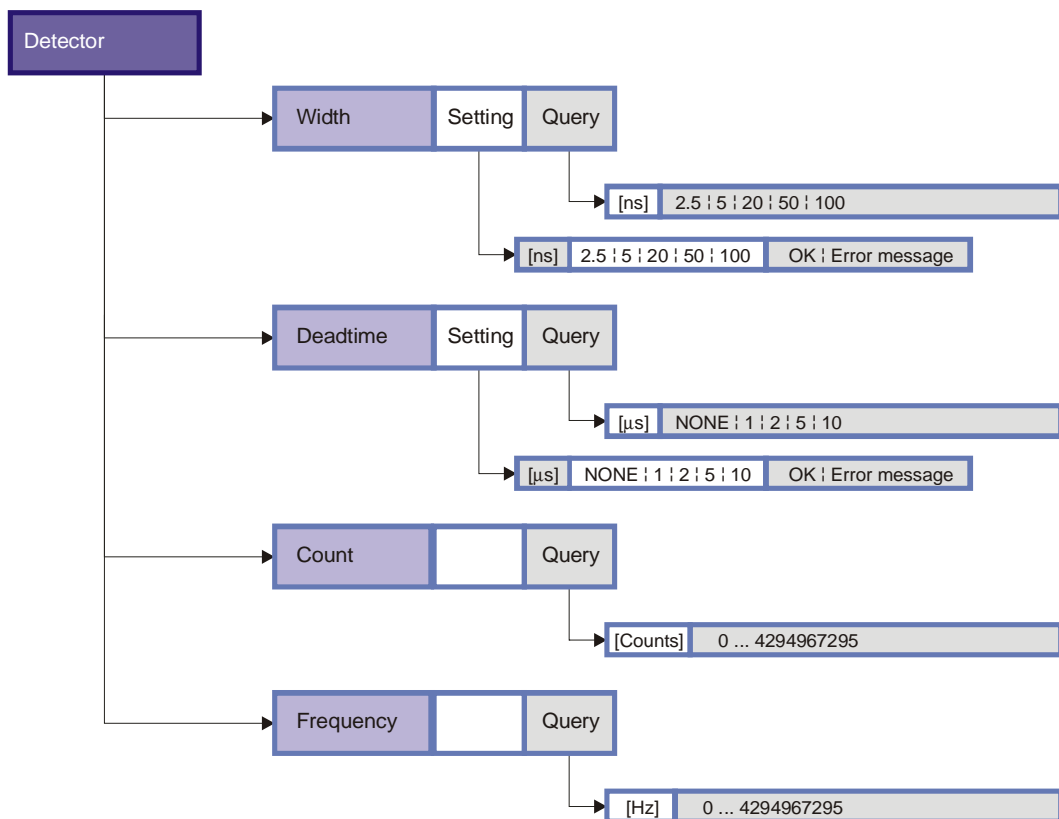 Detector
Width Setting Query
[ns] 2.5 ¦ 5 ¦ 20 ¦ 50 ¦ 100
[ns] 2.5 ¦ 5 ¦ 20 ¦ 50 ¦ 100 OK ¦ Error message
Deadtime Setting Query
[μs] NONE ¦ 1 ¦ 2 ¦ 5 ¦ 10
[μs] NONE ¦ 1 ¦ 2 ¦ 5 ¦ 10 OK ¦ Error message
Count Query
[Counts] 0 ... 4294967295
Frequency Query
[Hz] 0 ... 4294967295